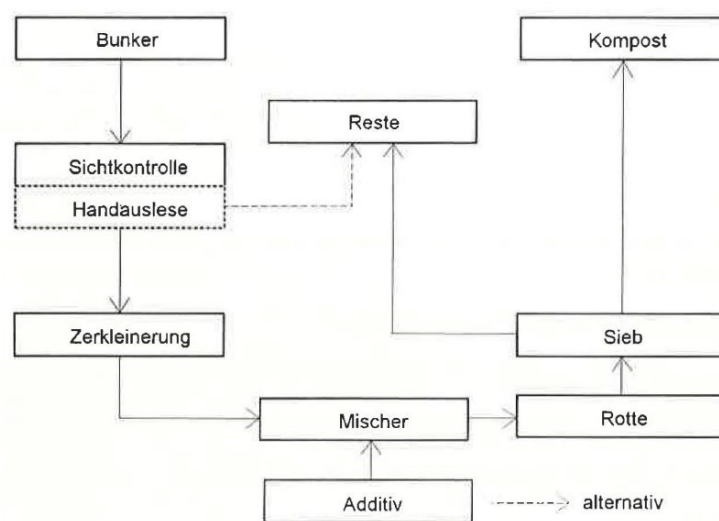 Bunker
Kompost
Reste
Sichtkontrolle
Handauslese
Zerkleinerung
Sieb
Mischer
Rotte
Additiv
alternativ